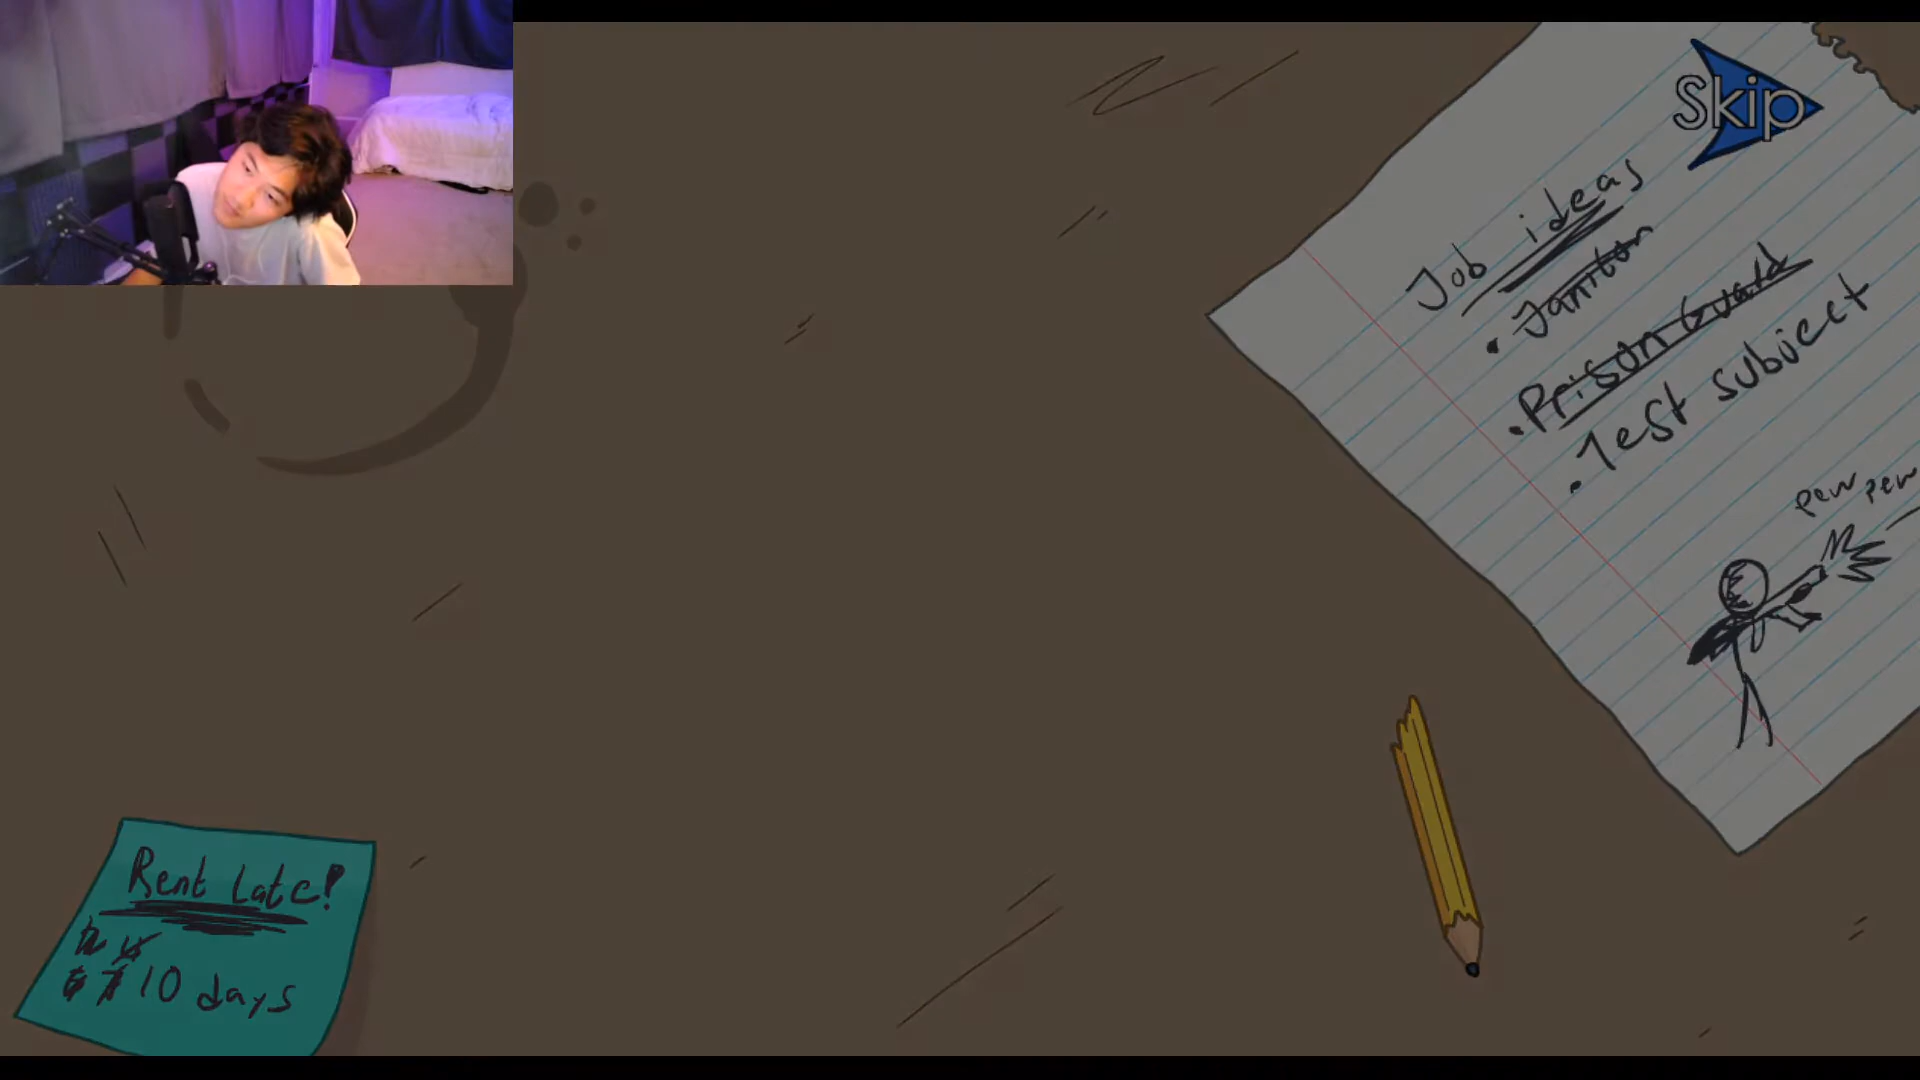 Skip
Job ideas
• Janitor
• Prison Guard
• Test subject
pew pew
Rent Late!
10 days